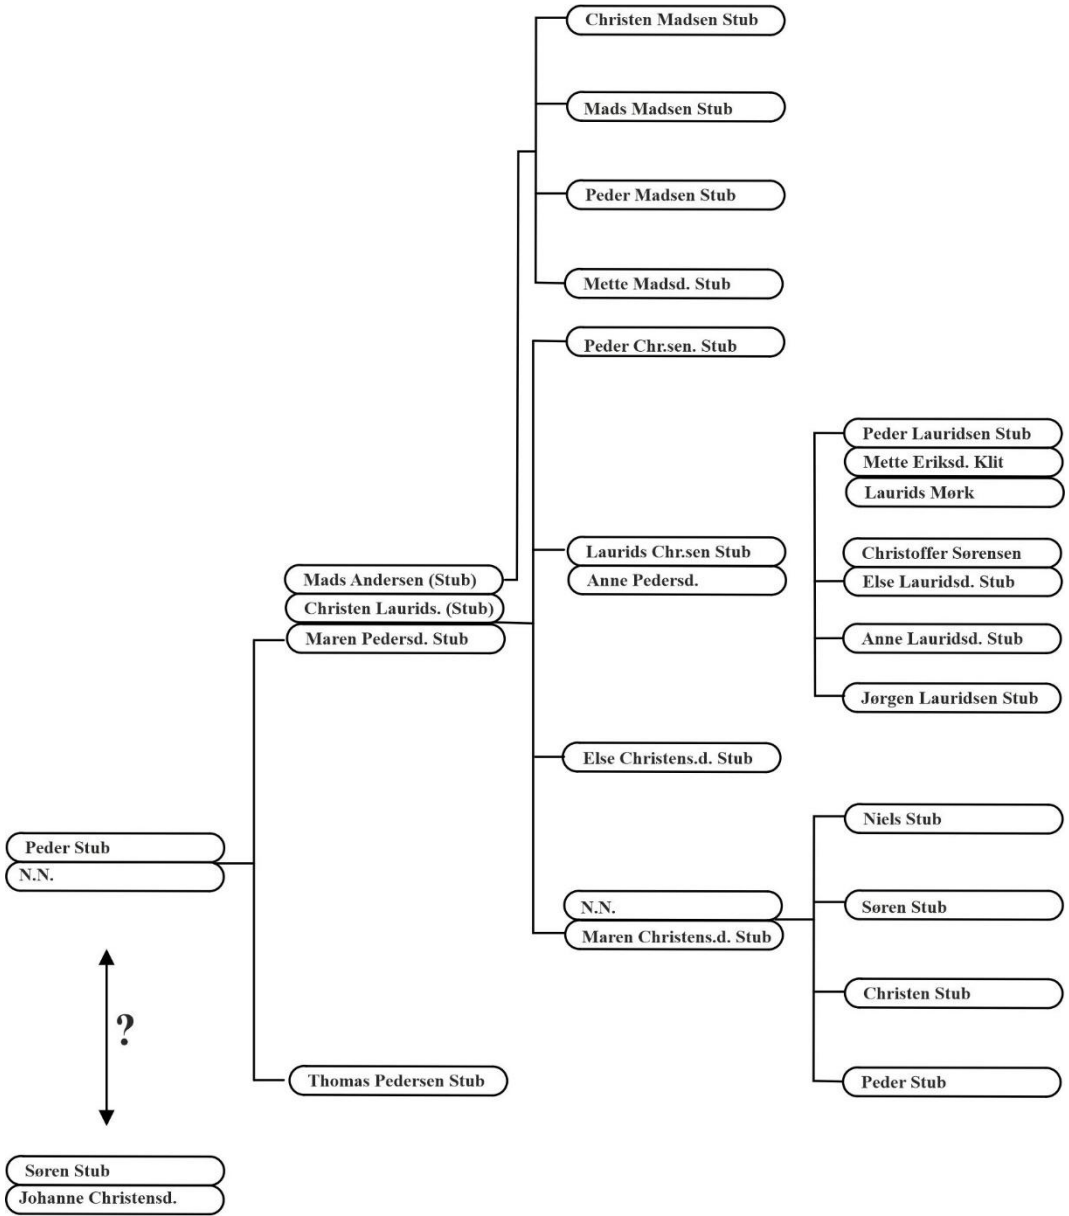 Christen Madsen Stub
Mads Madsen Stub
Peder Madsen Stub
Mette Madsd. Stub
Peder Chr.sen. Stub
Peder Lauridsen Stub
Mette Eriksd. Klit
Laurids Mørk
Laurids Chr.sen Stub
Anne Pedersd.
Christoffer Sørensen
Else Lauridsd. Stub
Mads Andersen (Stub)
Christen Laurids. (Stub)
Maren Pedersd. Stub
Anne Lauridsd. Stub
Jørgen Lauridsen Stub
Else Christens.d. Stub
Niels Stub
Peder Stub
N.N.
N.N.
Maren Christens.d. Stub
Søren Stub
Christen Stub
?
Thomas Pedersen Stub
Peder Stub
Søren Stub
Johanne Christensd.